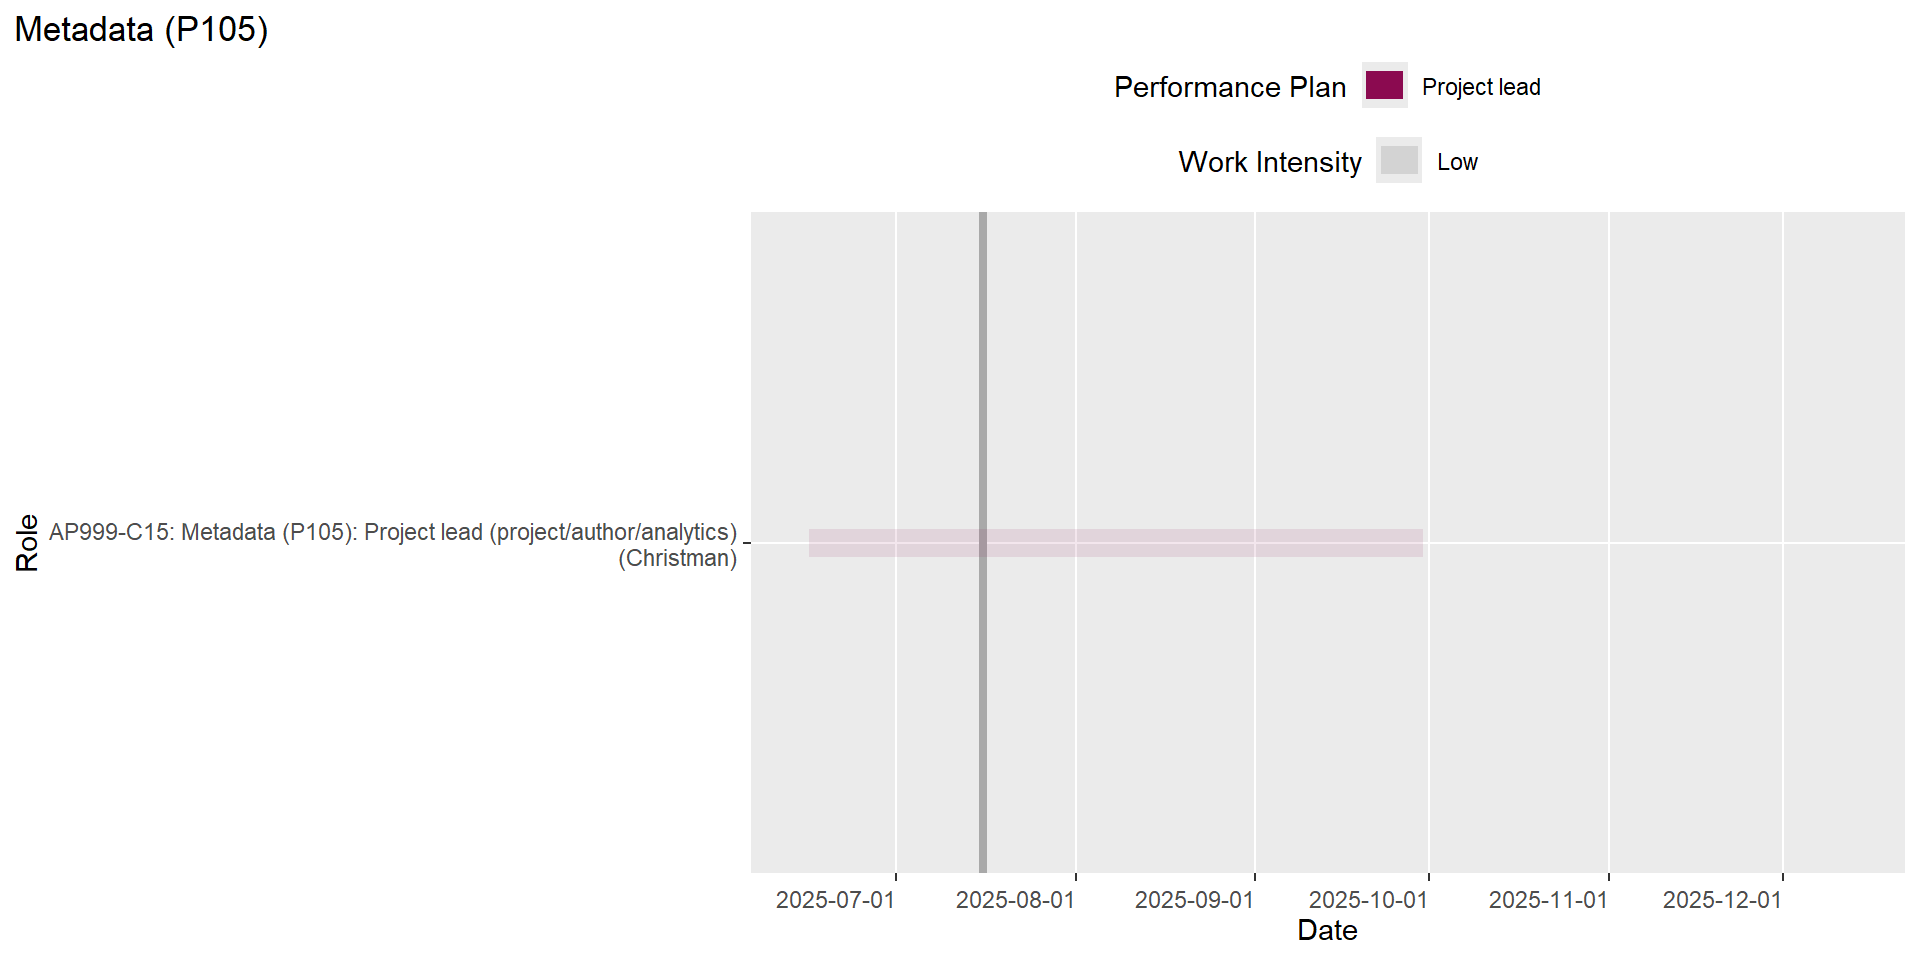 Metadata (P105)
Performance Plan
Project lead
Work Intensity
Low
Role
AP999-C15: Metadata (P105): Project lead (project/author/analytics)
(Christman)
2025-07-01
2025-08-01
2025-09-01
2025-10-01
2025-11-01
2025-12-01
Date